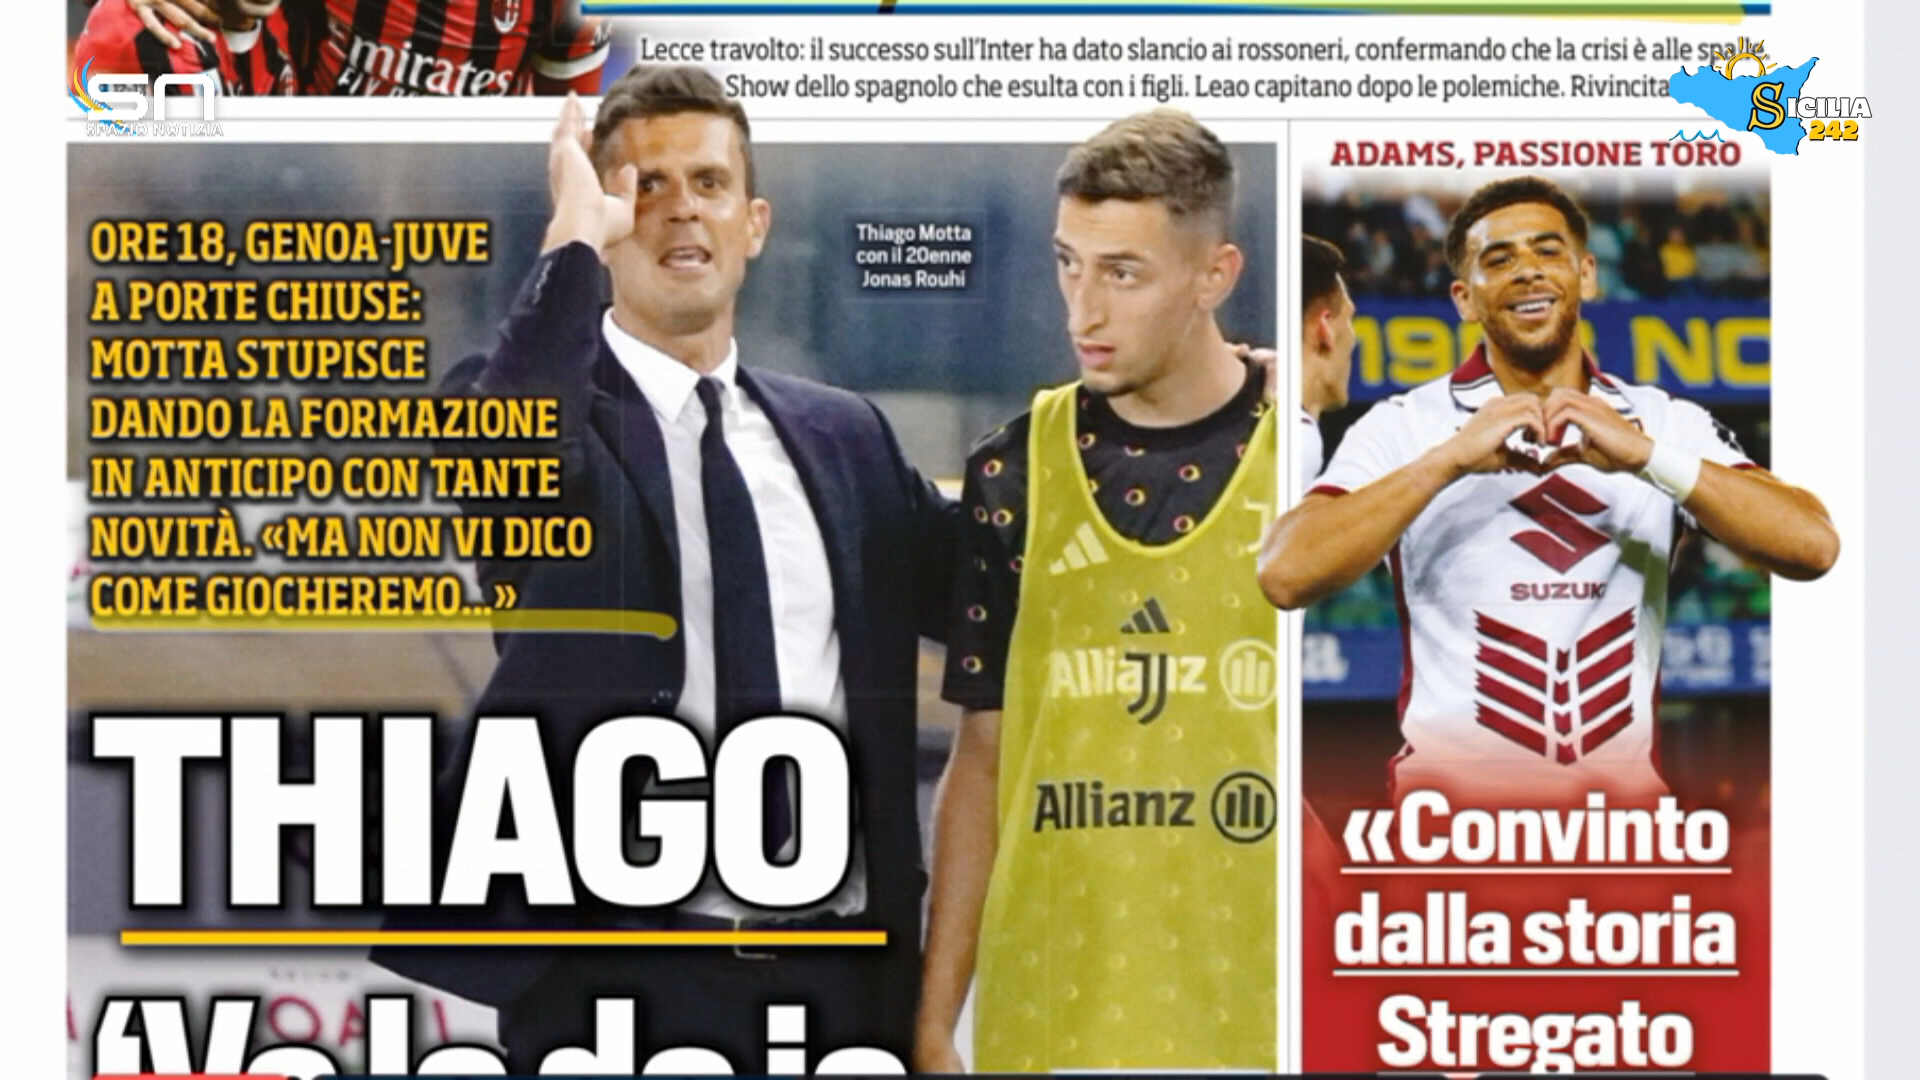 Lecce travolto: il successo sull'Inter ha dato slancio ai rossoneri, confermando che la crisi è alle spalle.
Show dello spagnolo che esulta con i figli. Leao capitano dopo le polemiche. Rivincita
mirates
SN
SPAZIO NOTIZIA
SICILIA
242
ADAMS, PASSIONE TORO
ORE 18, GENOA-JUVE
A PORTE CHIUSE:
MOTTA STUPISCE
DANDO LA FORMAZIONE
IN ANTICIPO CON TANTE
NOVITÀ. «MA NON VI DICO
COME GIOCHEREMO...»
Thiago Motta
con il 20enne
Jonas Rouhi
SUZUKI
Allianz
Allianz
THIAGO
«Convinto
dalla storia
Stregato